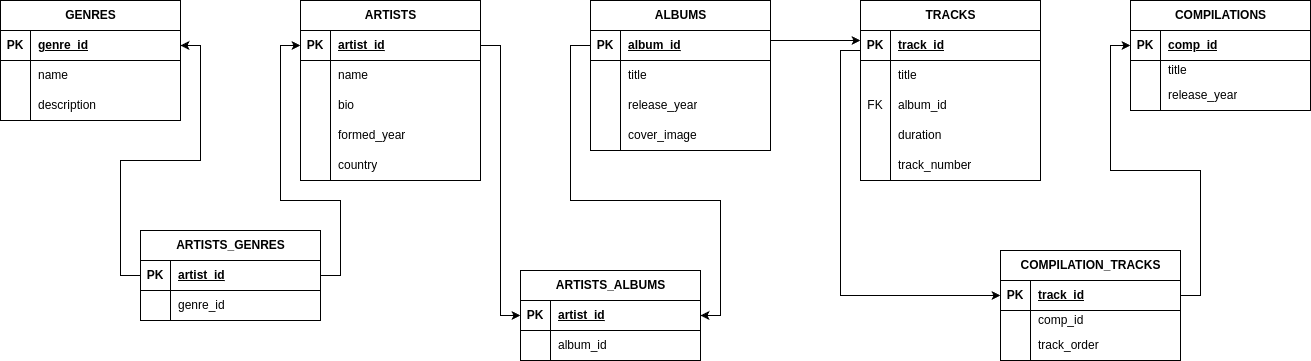 GENRES
PK genre_id
name
description
ARTISTS
PK artist_id
name
bio
formed_year
country
ALBUMS
PK album_id
title
release_year
cover_image
TRACKS
PK track_id
title
FK album_id
duration
track_number
COMPILATIONS
PK comp_id
title
release_year
ARTISTS_GENRES
PK artist_id
genre_id
ARTISTS_ALBUMS
PK artist_id
album_id
COMPILATION_TRACKS
PK track_id
comp_id
track_order